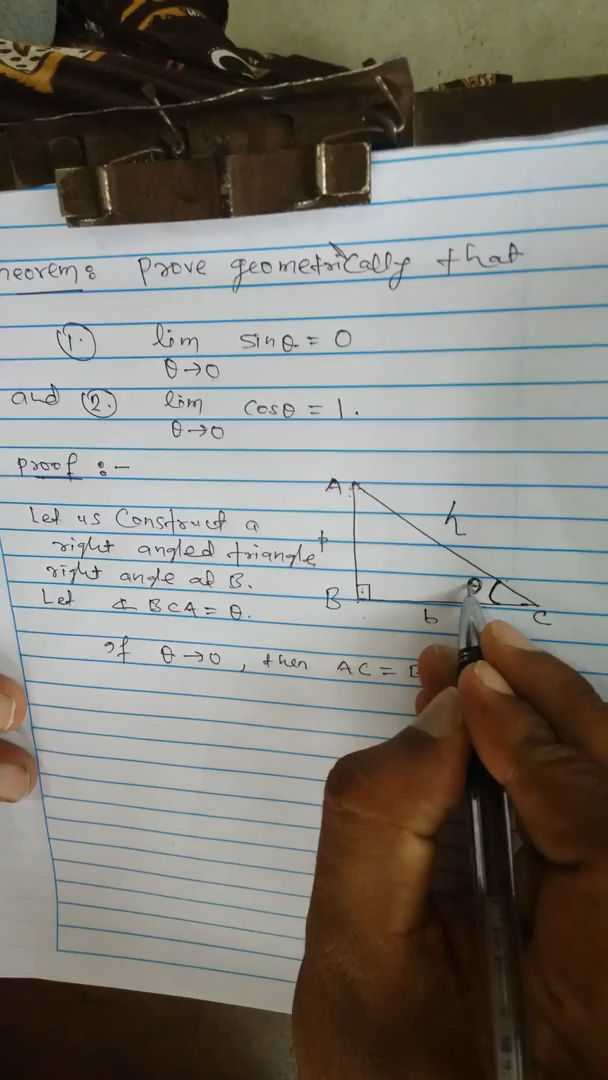 heorem: Prove geometrically that
1. lim sinθ = 0
θ→0
and 2. lim cosθ = 1.
θ→0
Proof :-
Let us Construct a
right angled triangle
right angle at B.
Let ∡ BCA = θ.
If θ→0, then AC =
A
h
p
B
θ
b
C